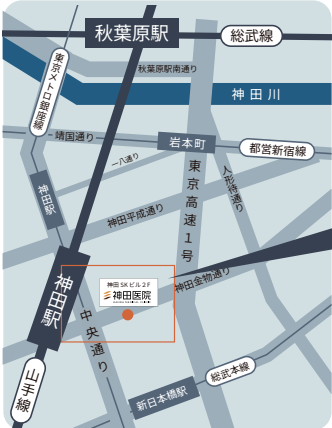 秋葉原駅
総武線
東京メトロ銀座線
秋葉原駅南通り
神田川
靖国通り
岩本町
都営新宿線
一八通り
東京高速1号
人形町通り
神田駅
神田平成通り
神田金物通り
神田駅
神田SKビル2F
神田医院
中央通り
山手線
総武本線
新日本橋駅